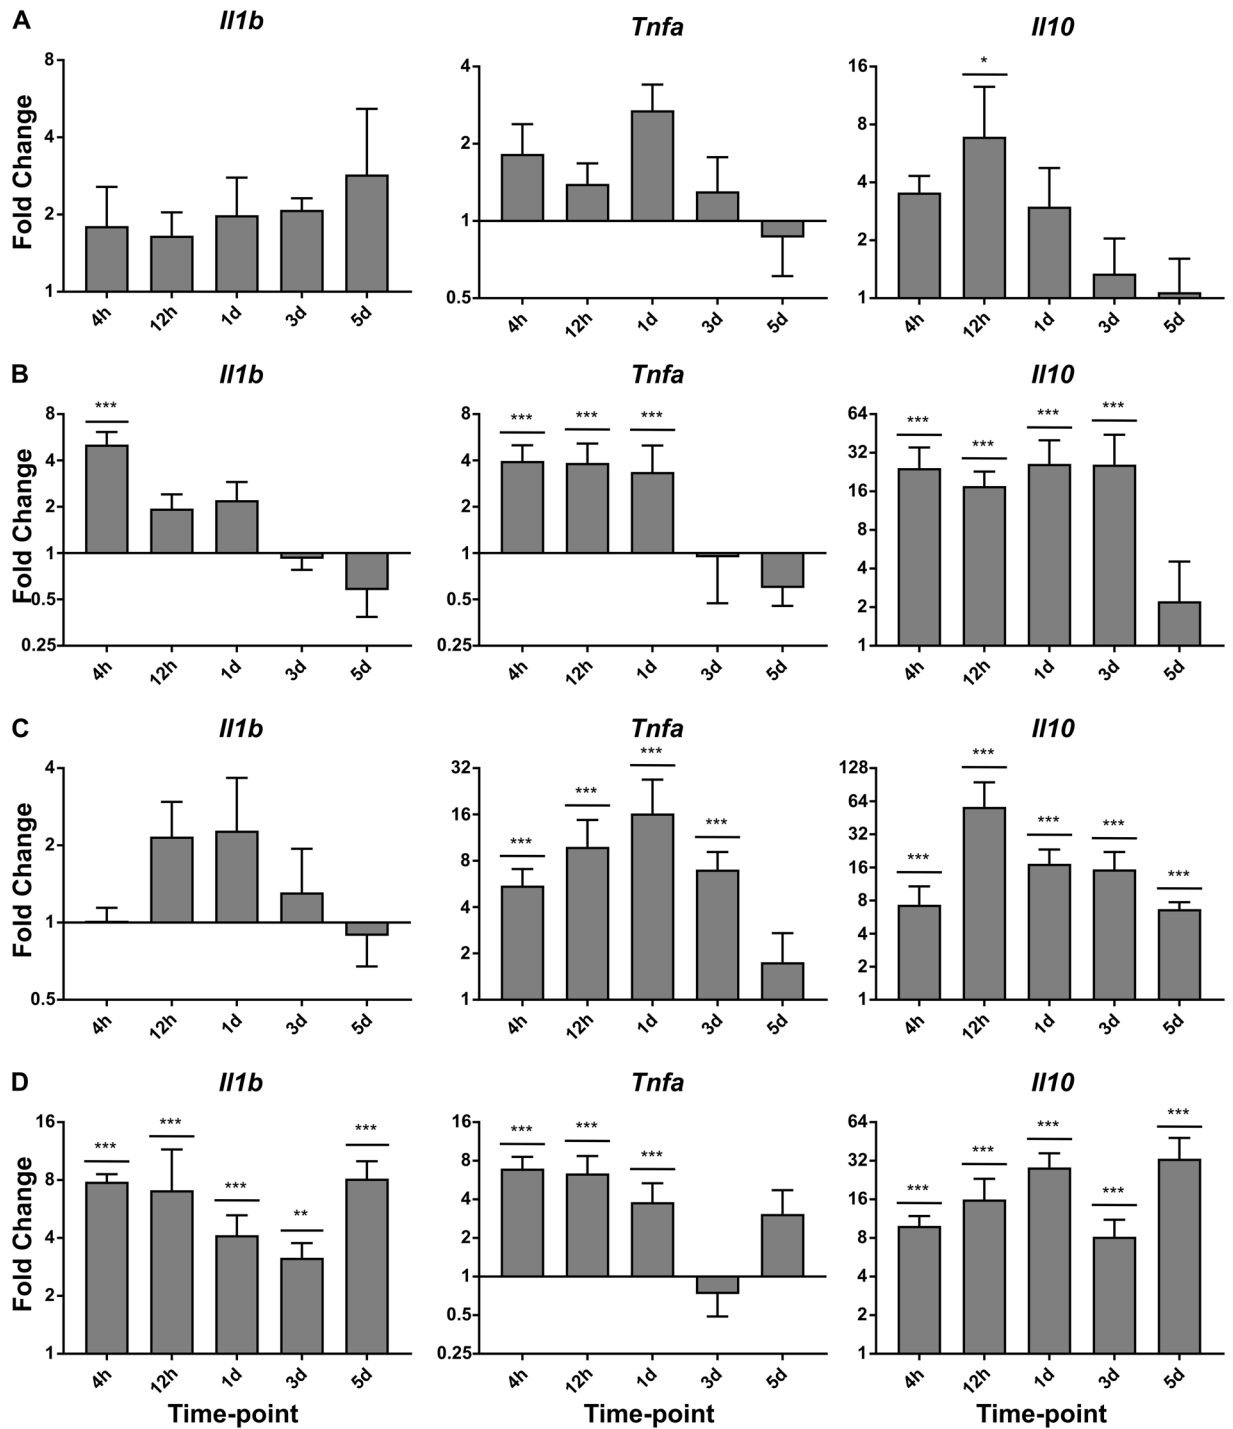 A
Il1b
Tnfa
Il10
Fold Change
8
4
2
1
4h
12h
1d
3d
5d
4
2
1
0.5
4h
12h
1d
3d
5d
*
16
8
4
2
1
4h
12h
1d
3d
5d
B
Il1b
Tnfa
Il10
Fold Change
***
8
4
2
1
0.5
0.25
4h
12h
1d
3d
5d
*** *** ***
8
4
2
1
0.5
0.25
4h
12h
1d
3d
5d
*** *** *** ***
64
32
16
8
4
2
1
4h
12h
1d
3d
5d
C
Il1b
Tnfa
Il10
Fold Change
4
2
1
0.5
4h
12h
1d
3d
5d
*** *** *** ***
32
16
8
4
2
1
4h
12h
1d
3d
5d
*** *** *** *** ***
128
64
32
16
8
4
2
1
4h
12h
1d
3d
5d
D
Il1b
Tnfa
Il10
Fold Change
*** *** *** ** ***
16
8
4
2
1
4h
12h
1d
3d
5d
Time-point
*** *** ***
16
8
4
2
1
0.5
0.25
4h
12h
1d
3d
5d
Time-point
*** *** *** *** ***
64
32
16
8
4
2
1
4h
12h
1d
3d
5d
Time-point